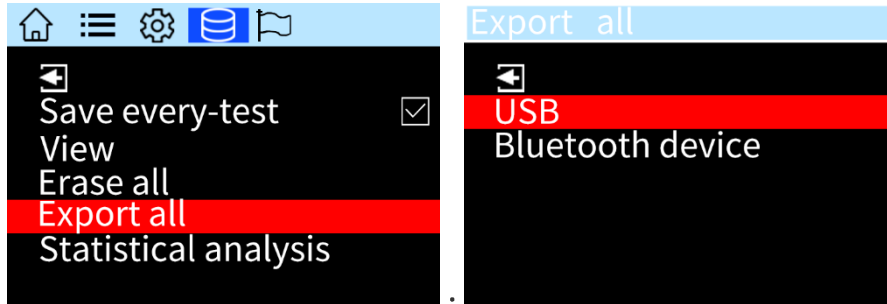 Save every-test
View
Erase all
Export all
Statistical analysis
.
Export all
USB
Bluetooth device